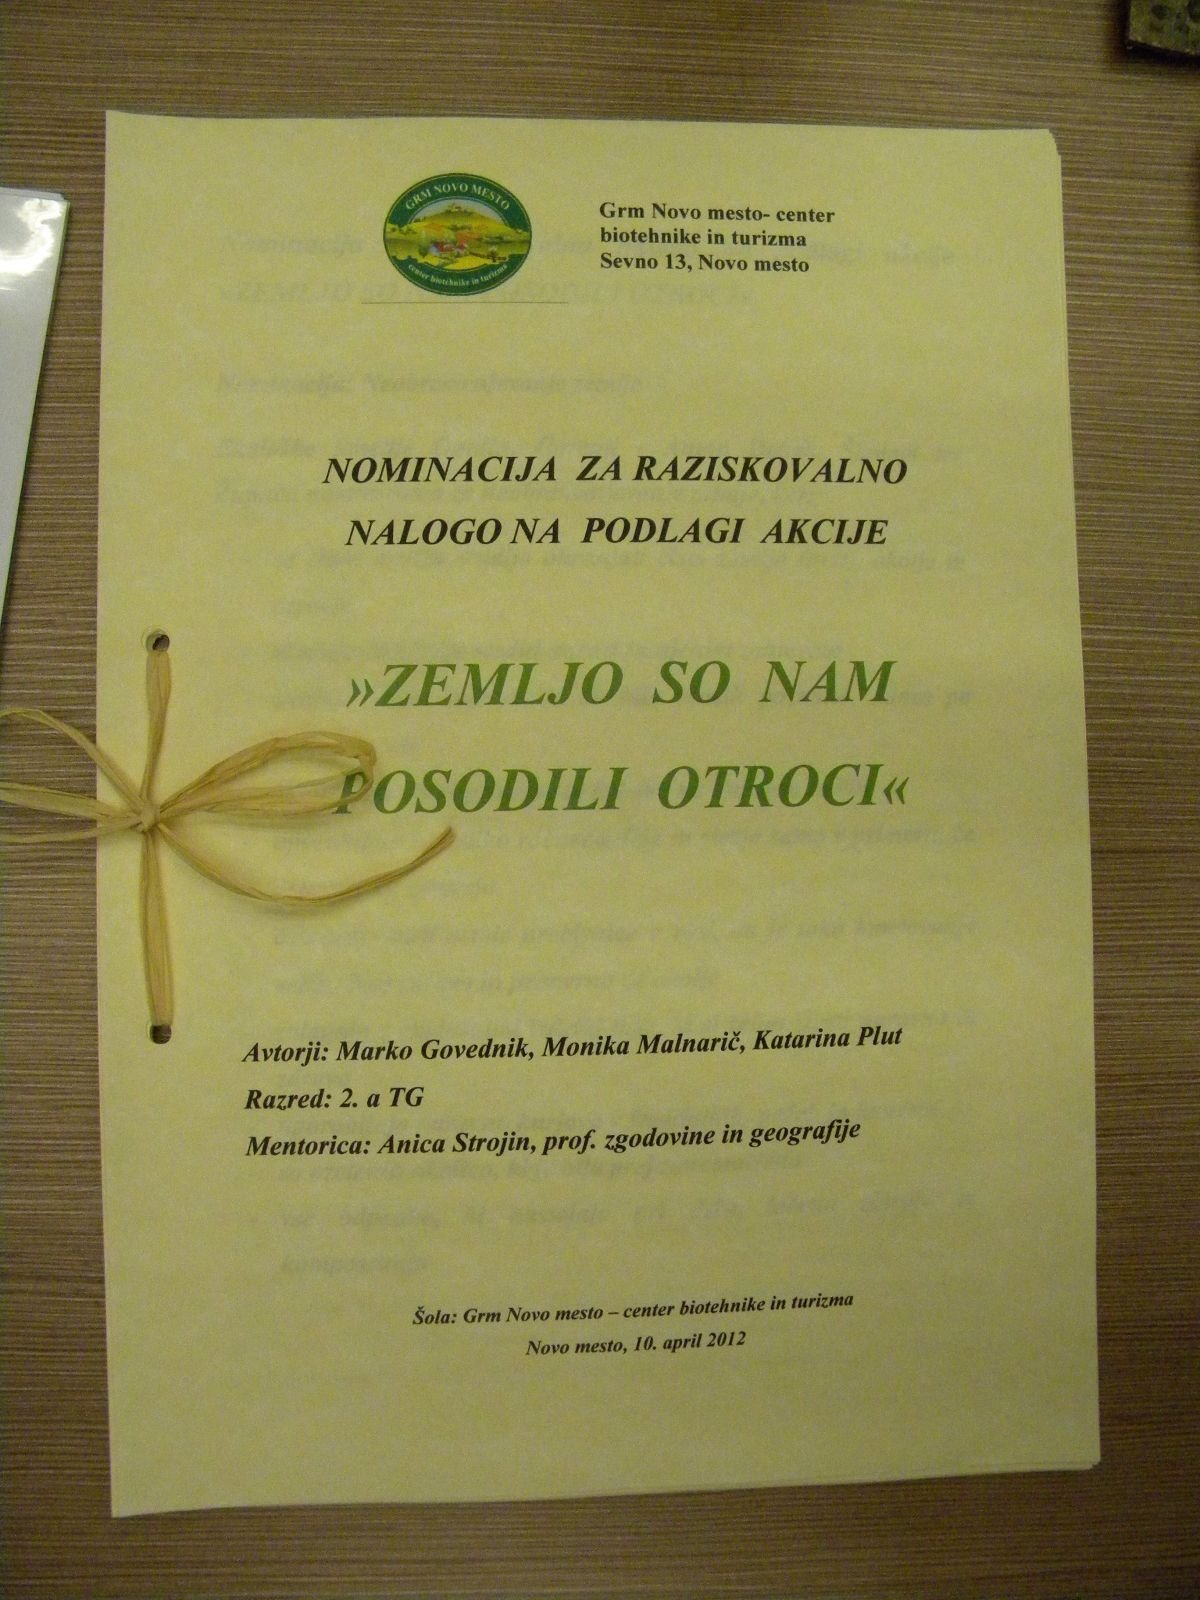 GRM NOVO MESTO
center biotehnike in turizma
Grm Novo mesto- center
biotehnike in turizma
Sevno 13, Novo mesto
NOMINACIJA ZA RAZISKOVALNO
NALOGO NA PODLAGI AKCIJE
»ZEMLJO SO NAM
POSODILI OTROCI«
Avtorji: Marko Govednik, Monika Malnarič, Katarina Plut
Razred: 2. a TG
Mentorica: Anica Strojin, prof. zgodovine in geografije
Šola: Grm Novo mesto – center biotehnike in turizma
Novo mesto, 10. april 2012